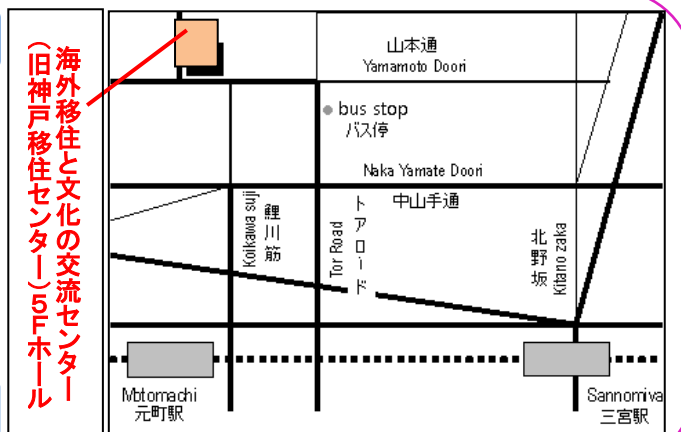 海外移住と文化の交流センター
(旧神戸移住センター)5Fホール
山本通
Yamamoto Doori
bus stop
バス停
Naka Yamate Doori
中山手通
Koikawa suji
鯉川筋
Tor Road
トアロード
北野坂
Kitano zaka
Motomachi
元町駅
Sannomiya
三宮駅